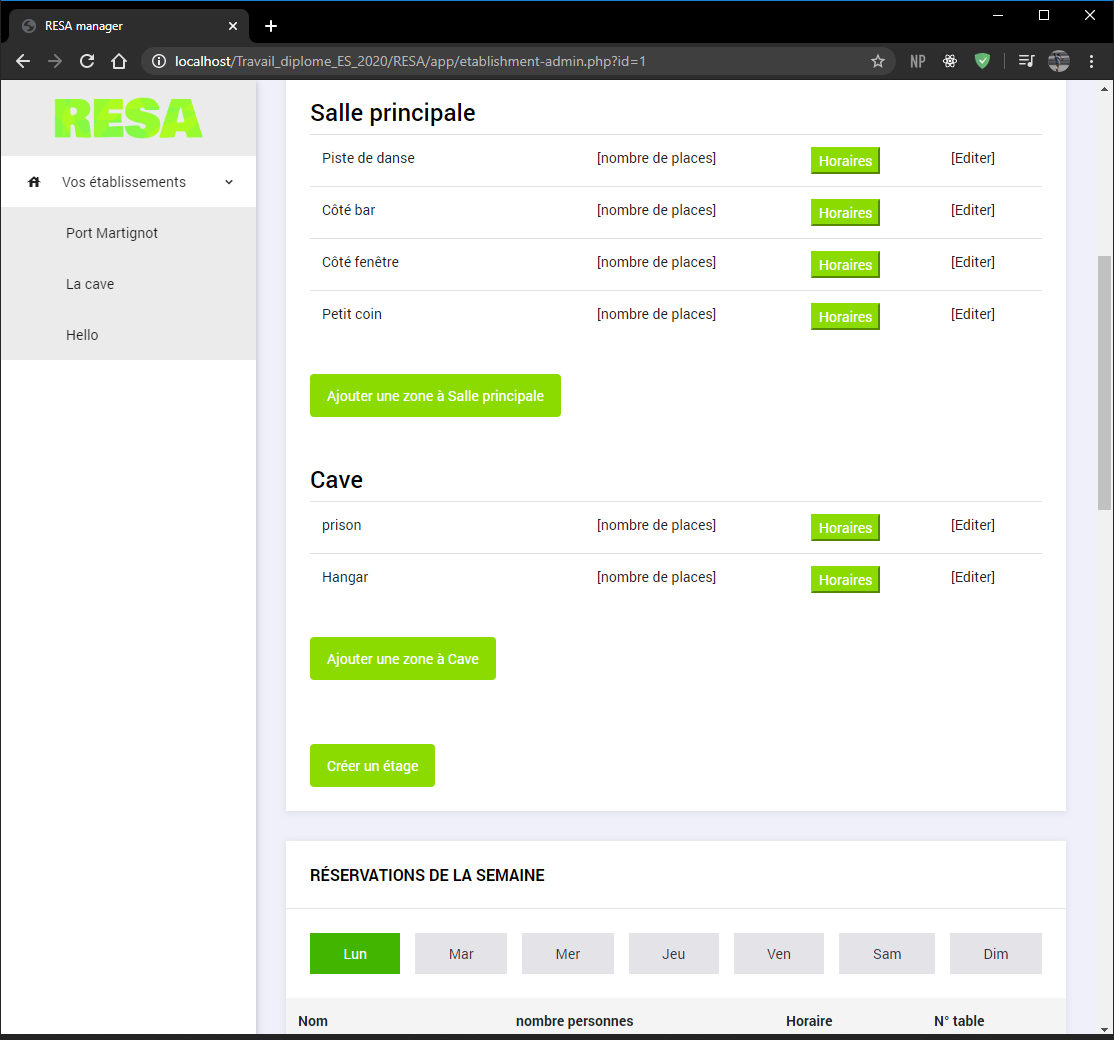 RESA manager
localhost/Travail_diplome_ES_2020/RESA/app/etablishment-admin.php?id=1
NP
RESA
Vos établissements
Port Martignot
La cave
Hello
Salle principale
Piste de danse [nombre de places] Horaires [Editer]
Côté bar [nombre de places] Horaires [Editer]
Côté fenêtre [nombre de places] Horaires [Editer]
Petit coin [nombre de places] Horaires [Editer]
Ajouter une zone à Salle principale
Cave
prison [nombre de places] Horaires [Editer]
Hangar [nombre de places] Horaires [Editer]
Ajouter une zone à Cave
Créer un étage
RÉSERVATIONS DE LA SEMAINE
Lun Mar Mer Jeu Ven Sam Dim
Nom nombre personnes Horaire N° table